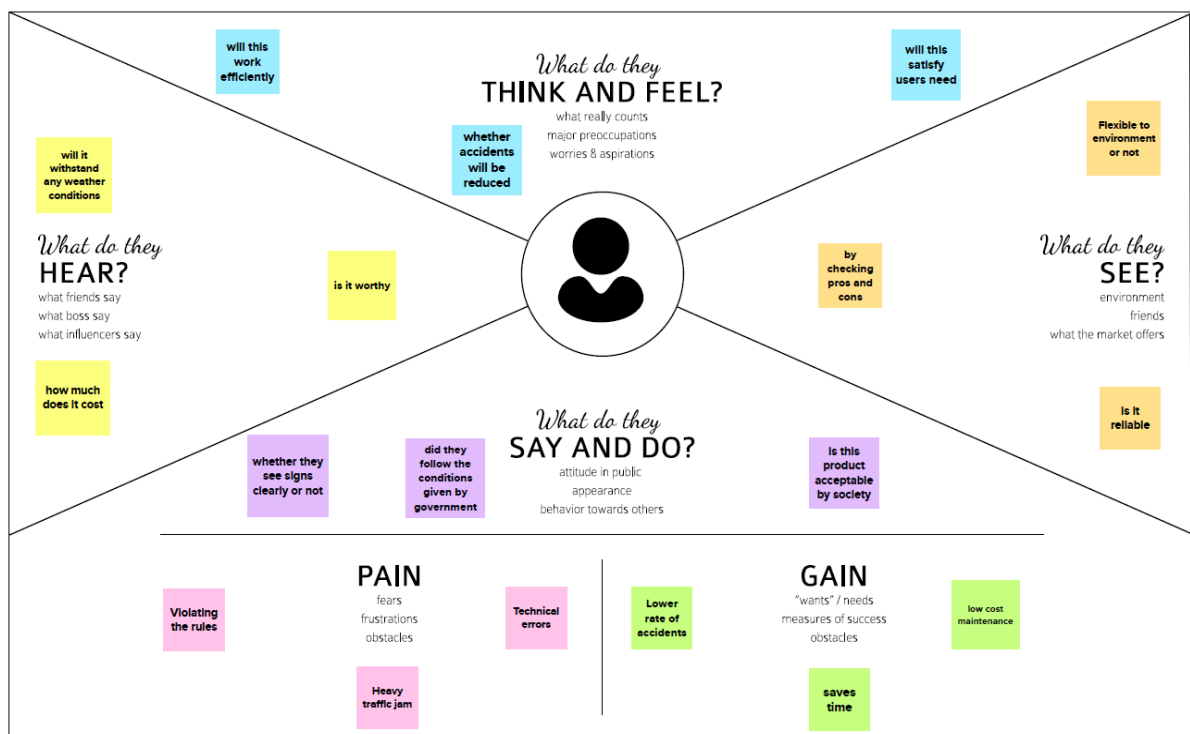 will this
work
efficiently
What do they
THINK AND FEEL?
what really counts
major preoccupations
worries & aspirations
whether
accidents
will be
reduced
will this
satisfy
users need
will it
withstand
any weather
conditions
What do they
HEAR?
what friends say
what boss say
what influencers say
is it worthy
how much
does it cost
Flexible to
environment
or not
by
checking
pros and
cons
What do they
SEE?
environment
friends
what the market offers
is it
reliable
What do they
SAY AND DO?
attitude in public
appearance
behavior towards others
whether they
see signs
clearly or not
did they
follow the
conditions
given by
government
is this
product
acceptable
by society
PAIN
fears
frustrations
obstacles
Violating
the rules
Technical
errors
Heavy
traffic jam
GAIN
"wants" / needs
measures of success
obstacles
Lower
rate of
accidents
low cost
maintenance
saves
time